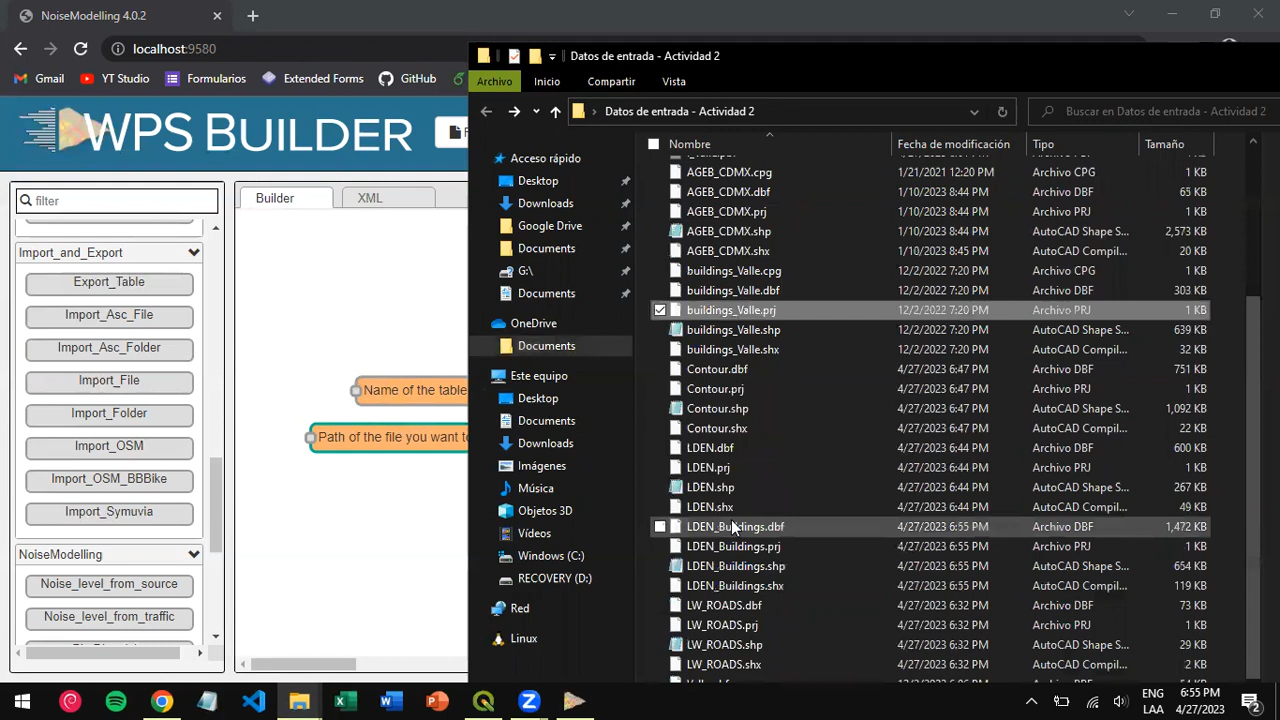 NoiseModelling 4.0.2
localhost:9580
Gmail YT Studio Formularios Extended Forms GitHub
WPS BUILDER
filter
Builder XML
Import_and_Export
Export_Table
Import_Asc_File
Import_Asc_Folder
Import_File
Import_Folder
Import_OSM
Import_OSM_BBBike
Import_Symuvia
NoiseModelling
Noise_level_from_source
Noise_level_from_traffic
Name of the table
Path of the file you want to
Datos de entrada - Actividad 2
Archivo Inicio Compartir Vista
Datos de entrada - Actividad 2
Buscar en Datos de entrada - Actividad 2
Acceso rápido
Desktop
Downloads
Google Drive
Documents
G:\
Documents
OneDrive
Documents
Este equipo
Desktop
Documents
Downloads
Imágenes
Música
Objetos 3D
Vídeos
Windows (C:)
RECOVERY (D:)
Red
Linux
Nombre Fecha de modificación Tipo Tamaño
AGEB_CDMX.cpg 1/21/2021 12:20 PM Archivo CPG 1 KB
AGEB_CDMX.dbf 1/10/2023 8:44 PM Archivo DBF 65 KB
AGEB_CDMX.prj 1/10/2023 8:44 PM Archivo PRJ 1 KB
AGEB_CDMX.shp 1/10/2023 8:44 PM AutoCAD Shape S... 2,573 KB
AGEB_CDMX.shx 1/10/2023 8:45 PM AutoCAD Compil... 20 KB
buildings_Valle.cpg 12/2/2022 7:20 PM Archivo CPG 1 KB
buildings_Valle.dbf 12/2/2022 7:20 PM Archivo DBF 303 KB
buildings_Valle.prj 12/2/2022 7:20 PM Archivo PRJ 1 KB
buildings_Valle.shp 12/2/2022 7:20 PM AutoCAD Shape S... 639 KB
buildings_Valle.shx 12/2/2022 7:20 PM AutoCAD Compil... 32 KB
Contour.dbf 4/27/2023 6:47 PM Archivo DBF 751 KB
Contour.prj 4/27/2023 6:47 PM Archivo PRJ 1 KB
Contour.shp 4/27/2023 6:47 PM AutoCAD Shape S... 1,092 KB
Contour.shx 4/27/2023 6:47 PM AutoCAD Compil... 22 KB
LDEN.dbf 4/27/2023 6:44 PM Archivo DBF 600 KB
LDEN.prj 4/27/2023 6:44 PM Archivo PRJ 1 KB
LDEN.shp 4/27/2023 6:44 PM AutoCAD Shape S... 267 KB
LDEN.shx 4/27/2023 6:44 PM AutoCAD Compil... 49 KB
LDEN_Buildings.dbf 4/27/2023 6:55 PM Archivo DBF 1,472 KB
LDEN_Buildings.prj 4/27/2023 6:55 PM Archivo PRJ 1 KB
LDEN_Buildings.shp 4/27/2023 6:55 PM AutoCAD Shape S... 654 KB
LDEN_Buildings.shx 4/27/2023 6:55 PM AutoCAD Compil... 119 KB
LW_ROADS.dbf 4/27/2023 6:32 PM Archivo DBF 73 KB
LW_ROADS.prj 4/27/2023 6:32 PM Archivo PRJ 1 KB
LW_ROADS.shp 4/27/2023 6:32 PM AutoCAD Shape S... 29 KB
LW_ROADS.shx 4/27/2023 6:32 PM AutoCAD Compil... 2 KB
ENG
LAA
6:55 PM
4/27/2023
2